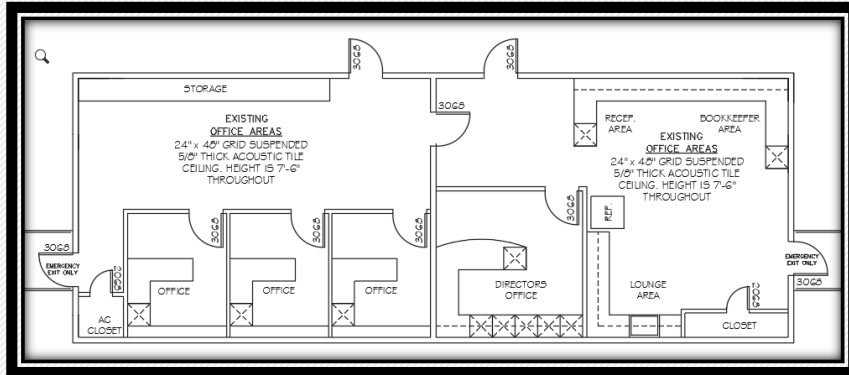 3068
3068
STORAGE
3068
EXISTING
OFFICE AREAS
24" x 48" GRID SUSPENDED
5/8" THICK ACOUSTIC TILE
CEILING. HEIGHT IS 7'-6"
THROUGHOUT
RECEP.
AREA
BOOKKEEPER
AREA
EXISTING
OFFICE AREAS
24" x 48" GRID SUSPENDED
5/8" THICK ACOUSTIC TILE
CEILING. HEIGHT IS 7'-6"
THROUGHOUT
3068
3068
3068
3068
REF.
3068
EMERGENCY
EXIT ONLY
2068
OFFICE
OFFICE
OFFICE
DIRECTORS
OFFICE
LOUNGE
AREA
2068
EMERGENCY
EXIT ONLY
3068
AC
CLOSET
CLOSET